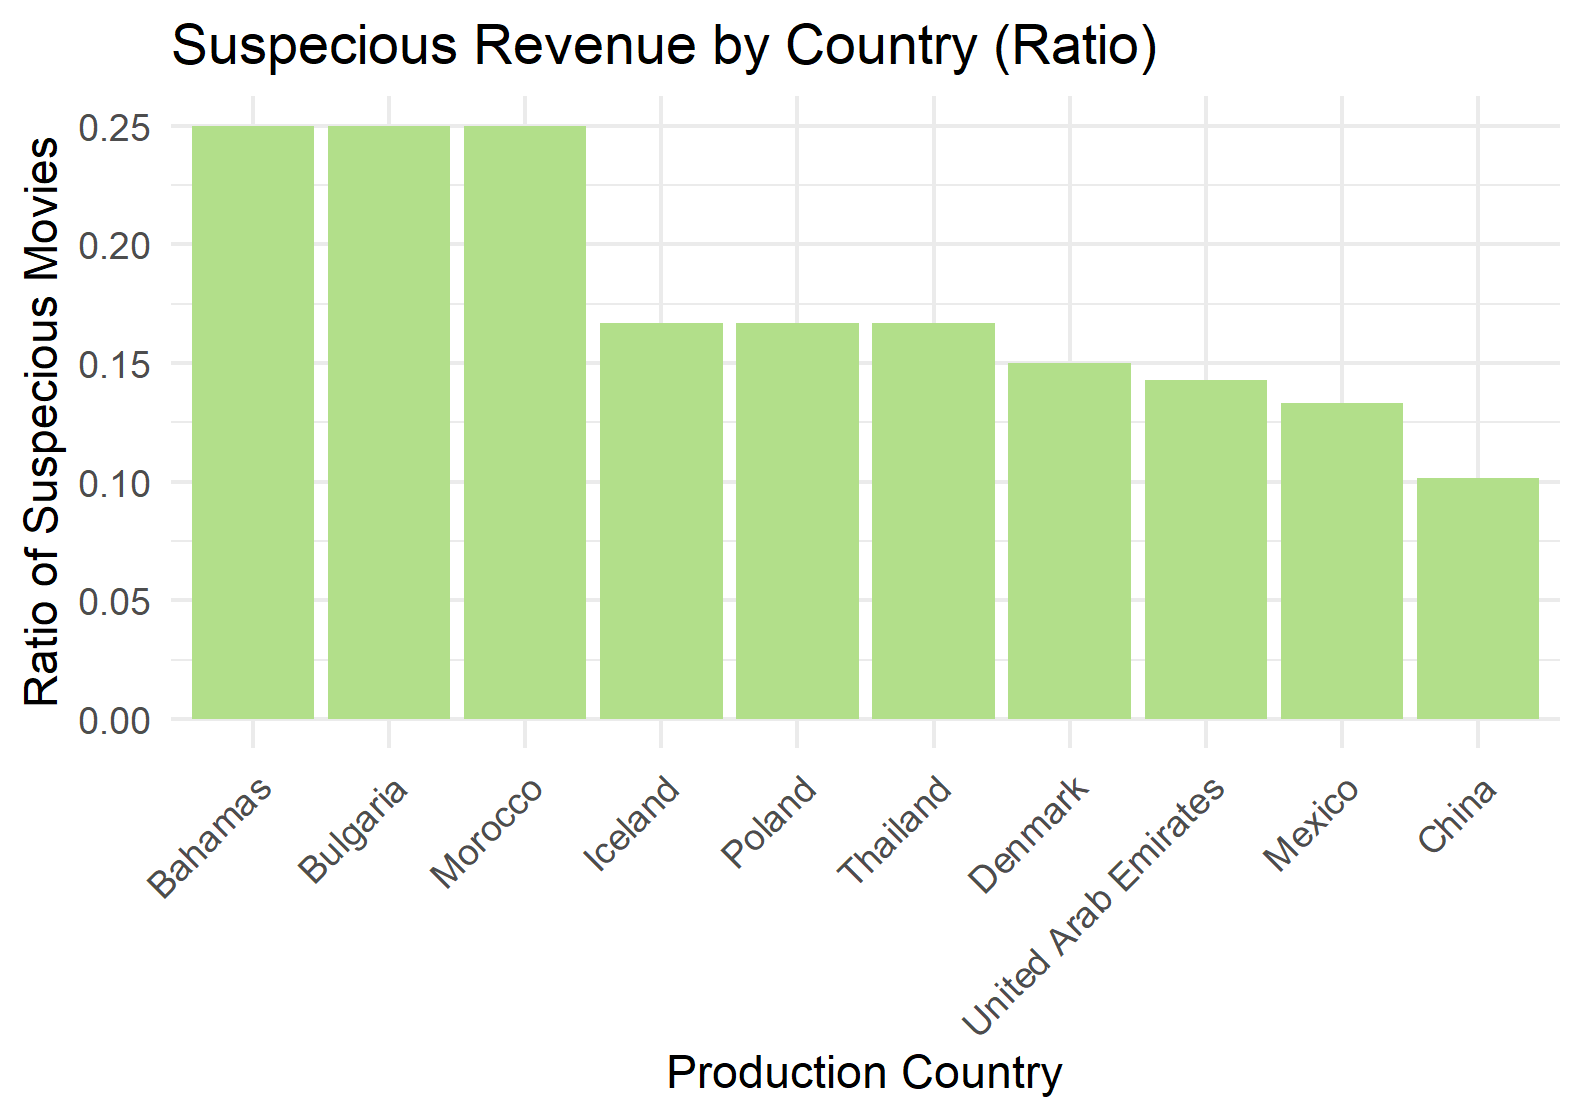 Suspecious Revenue by Country (Ratio)
Ratio of Suspecious Movies
0.25
0.20
0.15
0.10
0.05
0.00
Bahamas
Bulgaria
Morocco
Iceland
Poland
Thailand
Denmark
United Arab Emirates
Mexico
China
Production Country